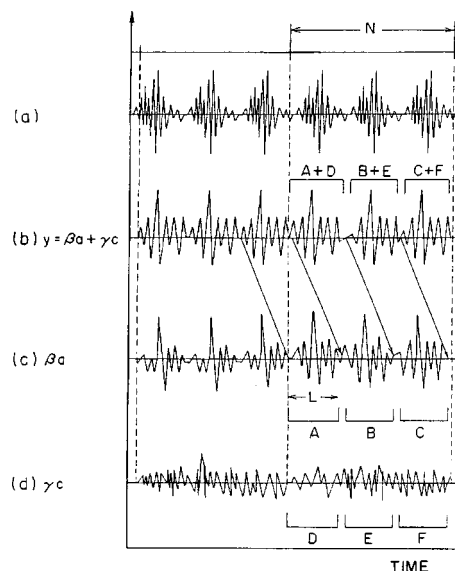 N
(a)
A+D B+E C+F
(b) y = βa + γc
(c) βa
L
A B C
(d) γc
D E F
TIME